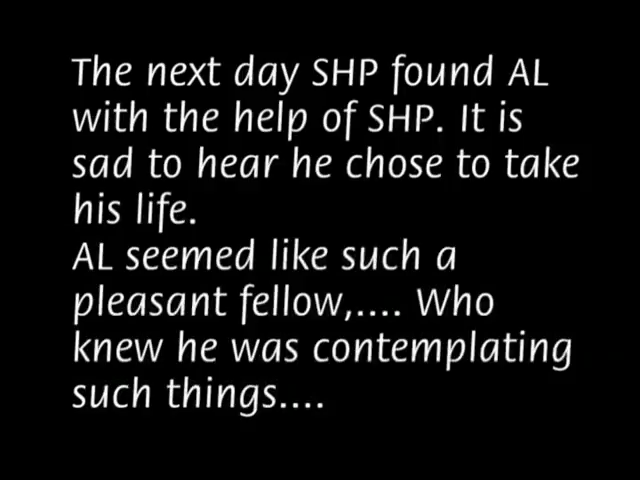 The next day SHP found AL
with the help of SHP. It is
sad to hear he chose to take
his life.
AL seemed like such a
pleasant fellow,.... Who
knew he was contemplating
such things....